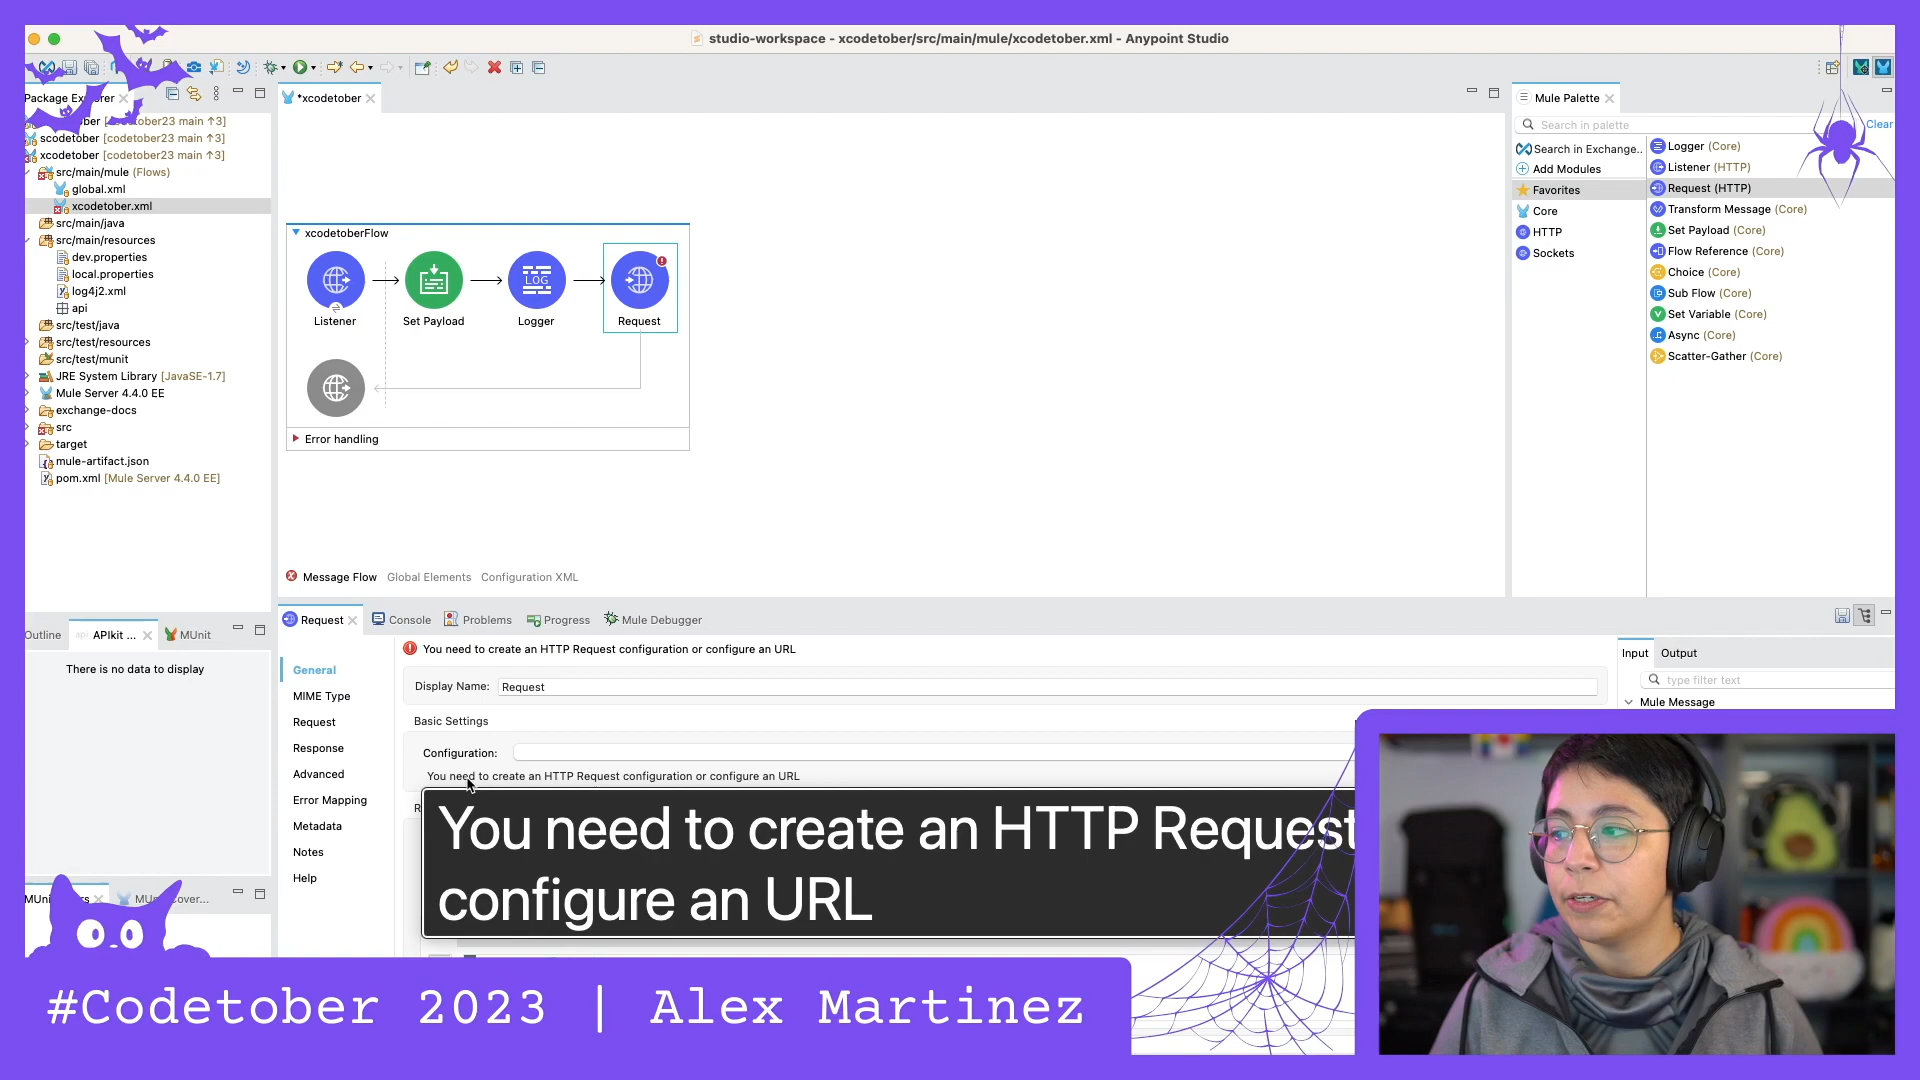 studio-workspace - xcodetober/src/main/mule/xcodetober.xml - Anypoint Studio
Package Explorer
*xcodetober
Mule Palette
Search in palette
Clear
[codetober23 main ↑3]
scodetober [codetober23 main ↑3]
xcodetober [codetober23 main ↑3]
src/main/mule (Flows)
global.xml
xcodetober.xml
src/main/java
src/main/resources
dev.properties
local.properties
log4j2.xml
api
src/test/java
src/test/resources
src/test/munit
JRE System Library [JavaSE-1.7]
Mule Server 4.4.0 EE
exchange-docs
src
target
mule-artifact.json
pom.xml [Mule Server 4.4.0 EE]
xcodetoberFlow
LOG
Listener
Set Payload
Logger
Request
Error handling
Message Flow Global Elements Configuration XML
Search in Exchange..
Add Modules
Favorites
Core
HTTP
Sockets
Logger (Core)
Listener (HTTP)
Request (HTTP)
Transform Message (Core)
Set Payload (Core)
Flow Reference (Core)
Choice (Core)
Sub Flow (Core)
Set Variable (Core)
Async (Core)
Scatter-Gather (Core)
Outline
APIkit ...
MUnit
There is no data to display
Request
Console
Problems
Progress
Mule Debugger
General
MIME Type
Request
Response
Advanced
Error Mapping
Metadata
Notes
Help
You need to create an HTTP Request configuration or configure an URL
Display Name: Request
Basic Settings
Configuration:
You need to create an HTTP Request configuration or configure an URL
You need to create an HTTP Request
configure an URL
Input
Output
type filter text
Mule Message
#Codetober 2023 | Alex Martinez